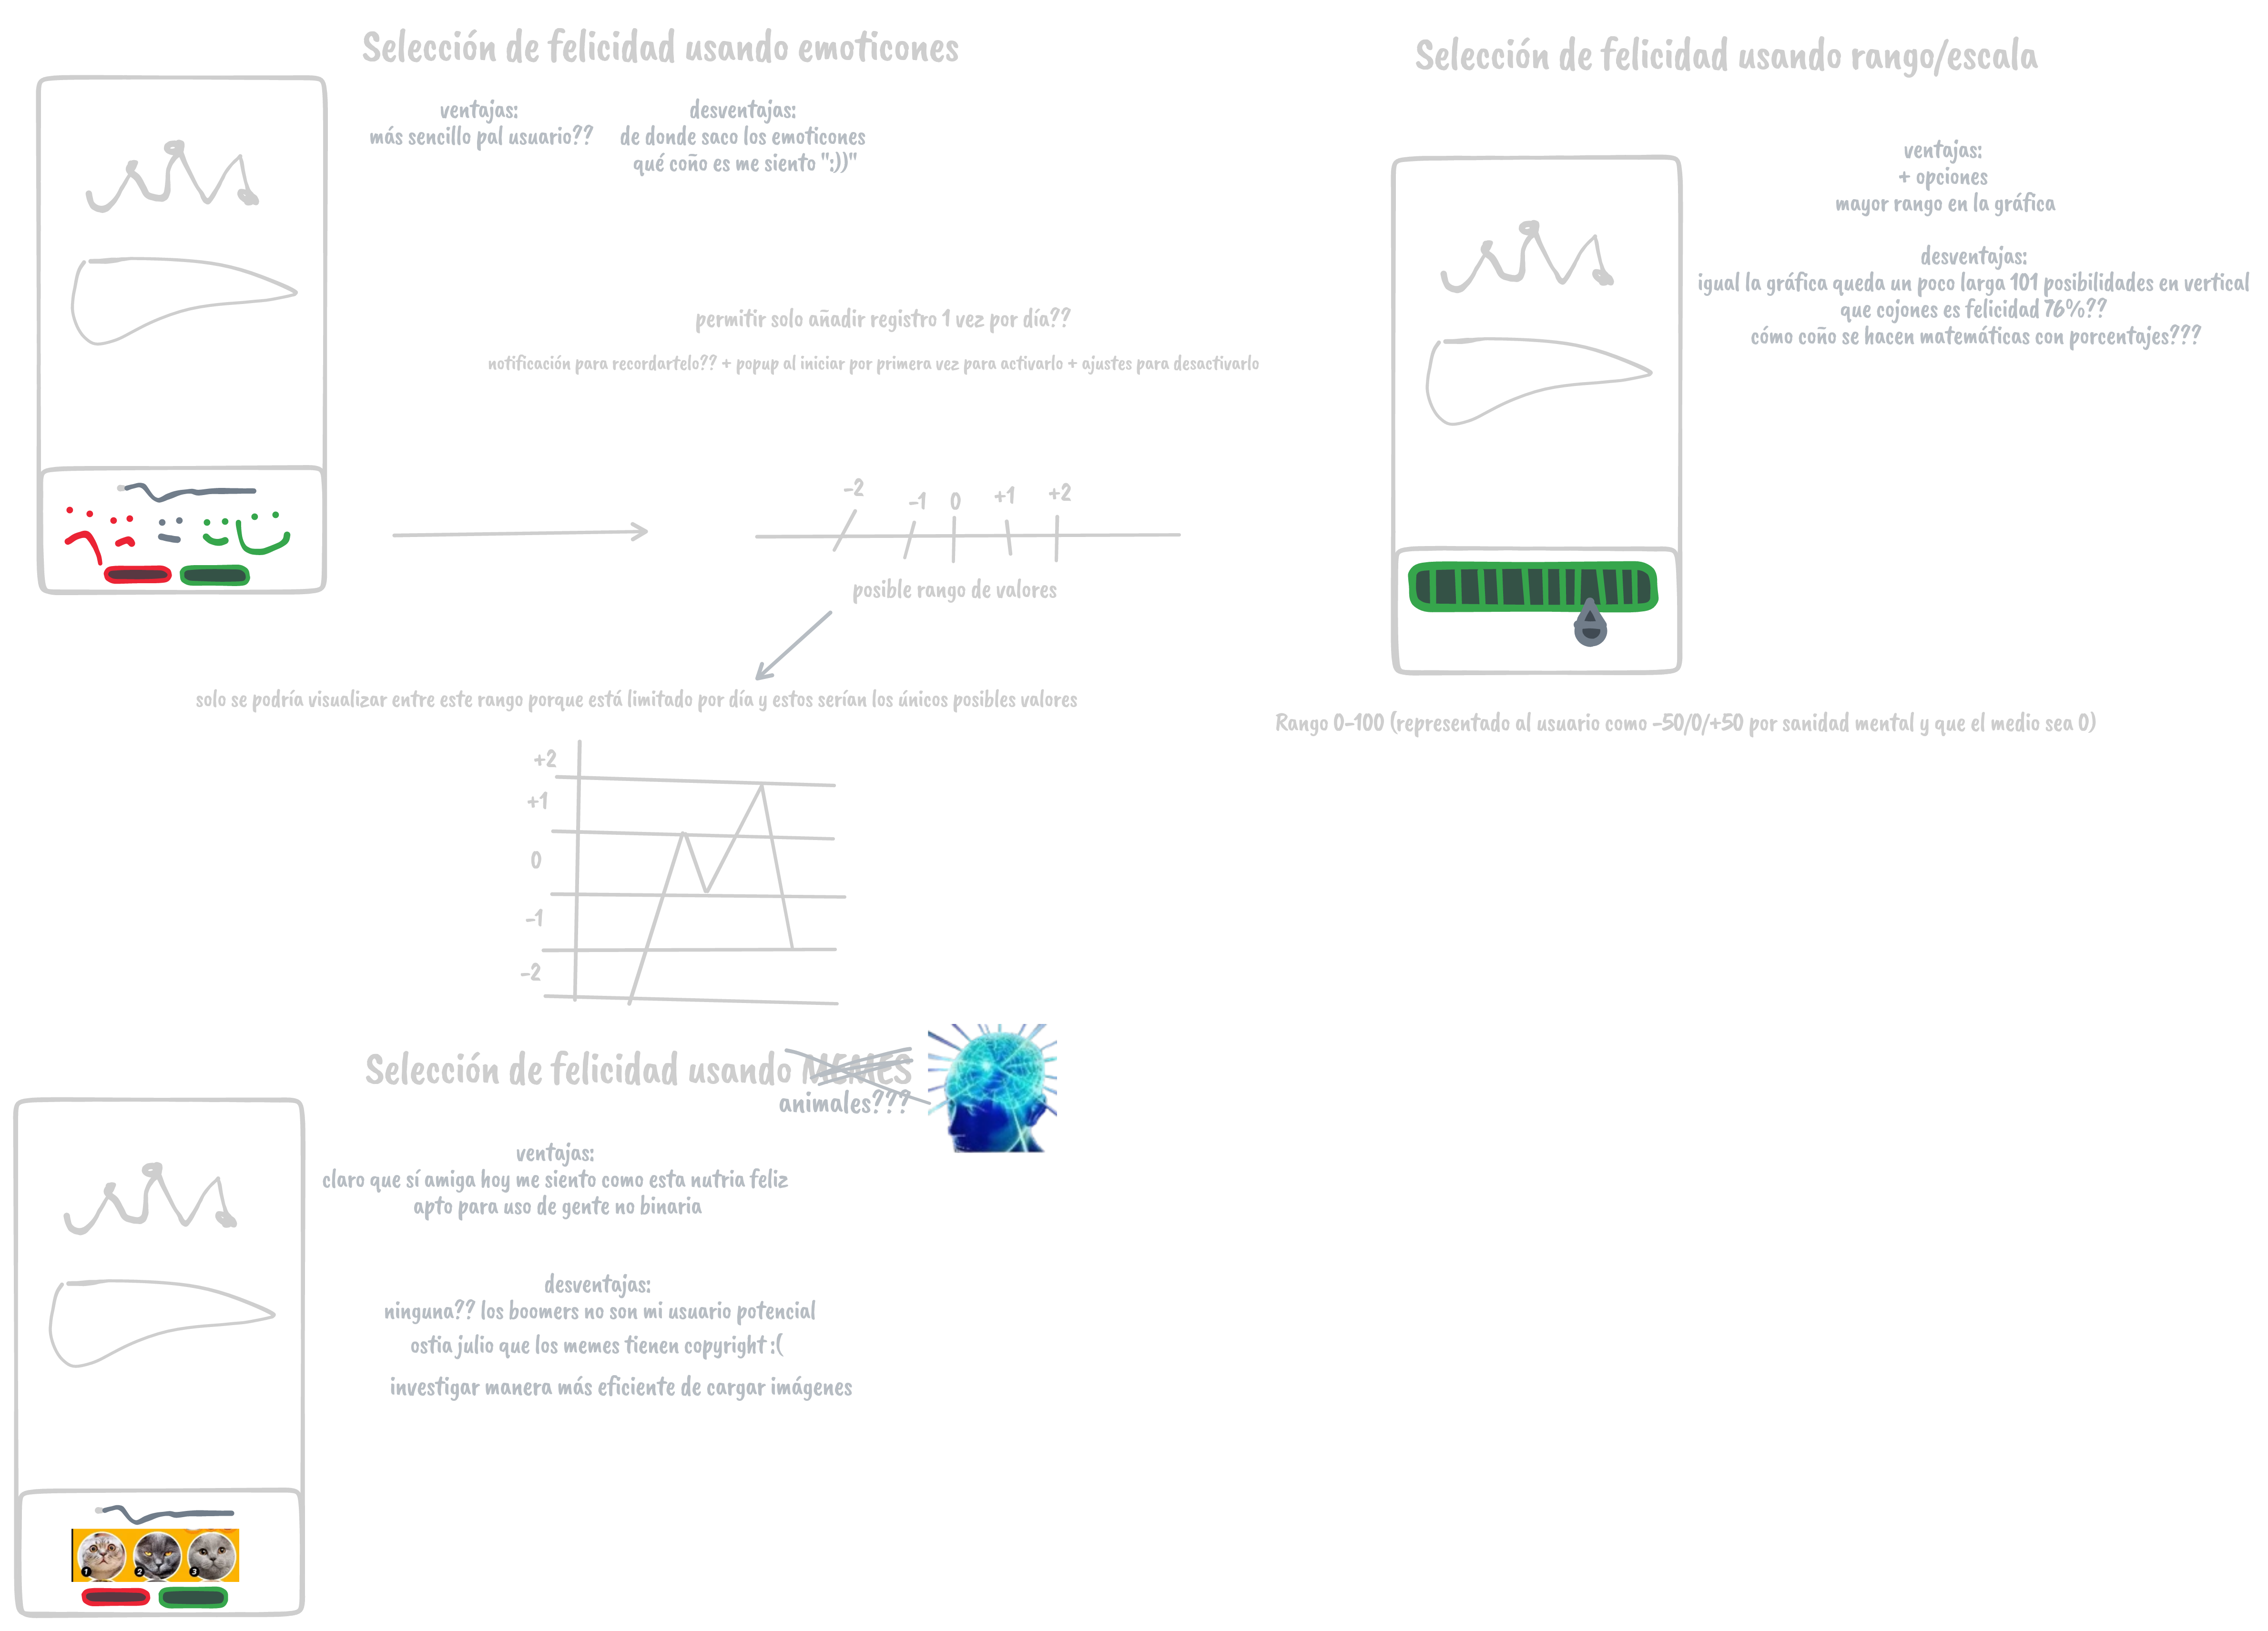 Selección de felicidad usando emoticones
ventajas:
más sencillo pal usuario??
desventajas:
de donde saco los emoticones
qué coño es me siento ":))"
permitir solo añadir registro 1 vez por día??
notificación para recordartelo?? + popup al iniciar por primera vez para activarlo + ajustes para desactivarlo
-2
-1
0
+1
+2
posible rango de valores
solo se podría visualizar entre este rango porque está limitado por día y estos serían los únicos posibles valores
+2
+1
0
-1
-2
Selección de felicidad usando rango/escala
ventajas:
+ opciones
mayor rango en la gráfica
desventajas:
igual la gráfica queda un poco larga 101 posibilidades en vertical
que cojones es felicidad 76%??
cómo coño se hacen matemáticas con porcentajes???
Rango 0-100 (representado al usuario como -50/0/+50 por sanidad mental y que el medio sea 0)
Selección de felicidad usando MEMES
animales???
ventajas:
claro que sí amiga hoy me siento como esta nutria feliz
apto para uso de gente no binaria
desventajas:
ninguna?? los boomers no son mi usuario potencial
ostia julio que los memes tienen copyright :(
investigar manera más eficiente de cargar imágenes
1
2
3